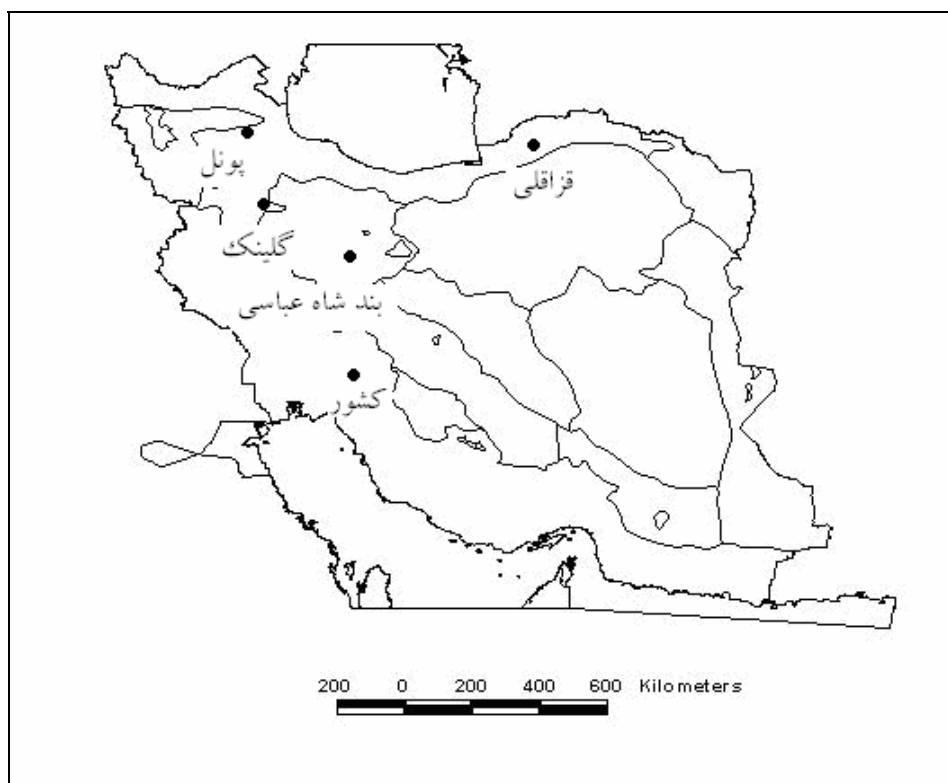 پونل
قزاقلی
گلینک
بند شاه عباسی
کشور
200 0 200 400 600 Kilometers